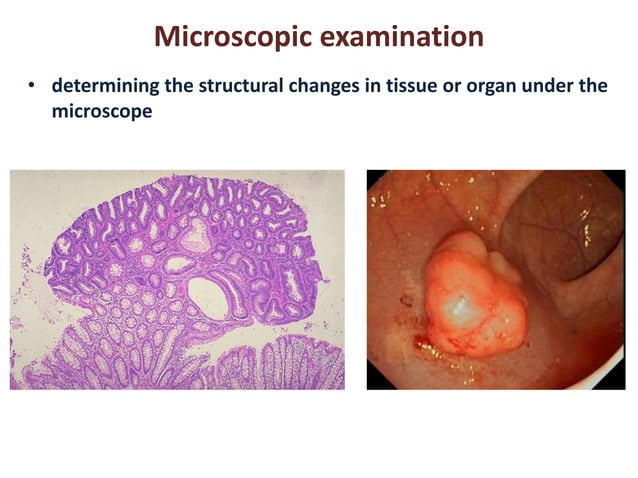 Microscopic examination
• determining the structural changes in tissue or organ under the
microscope